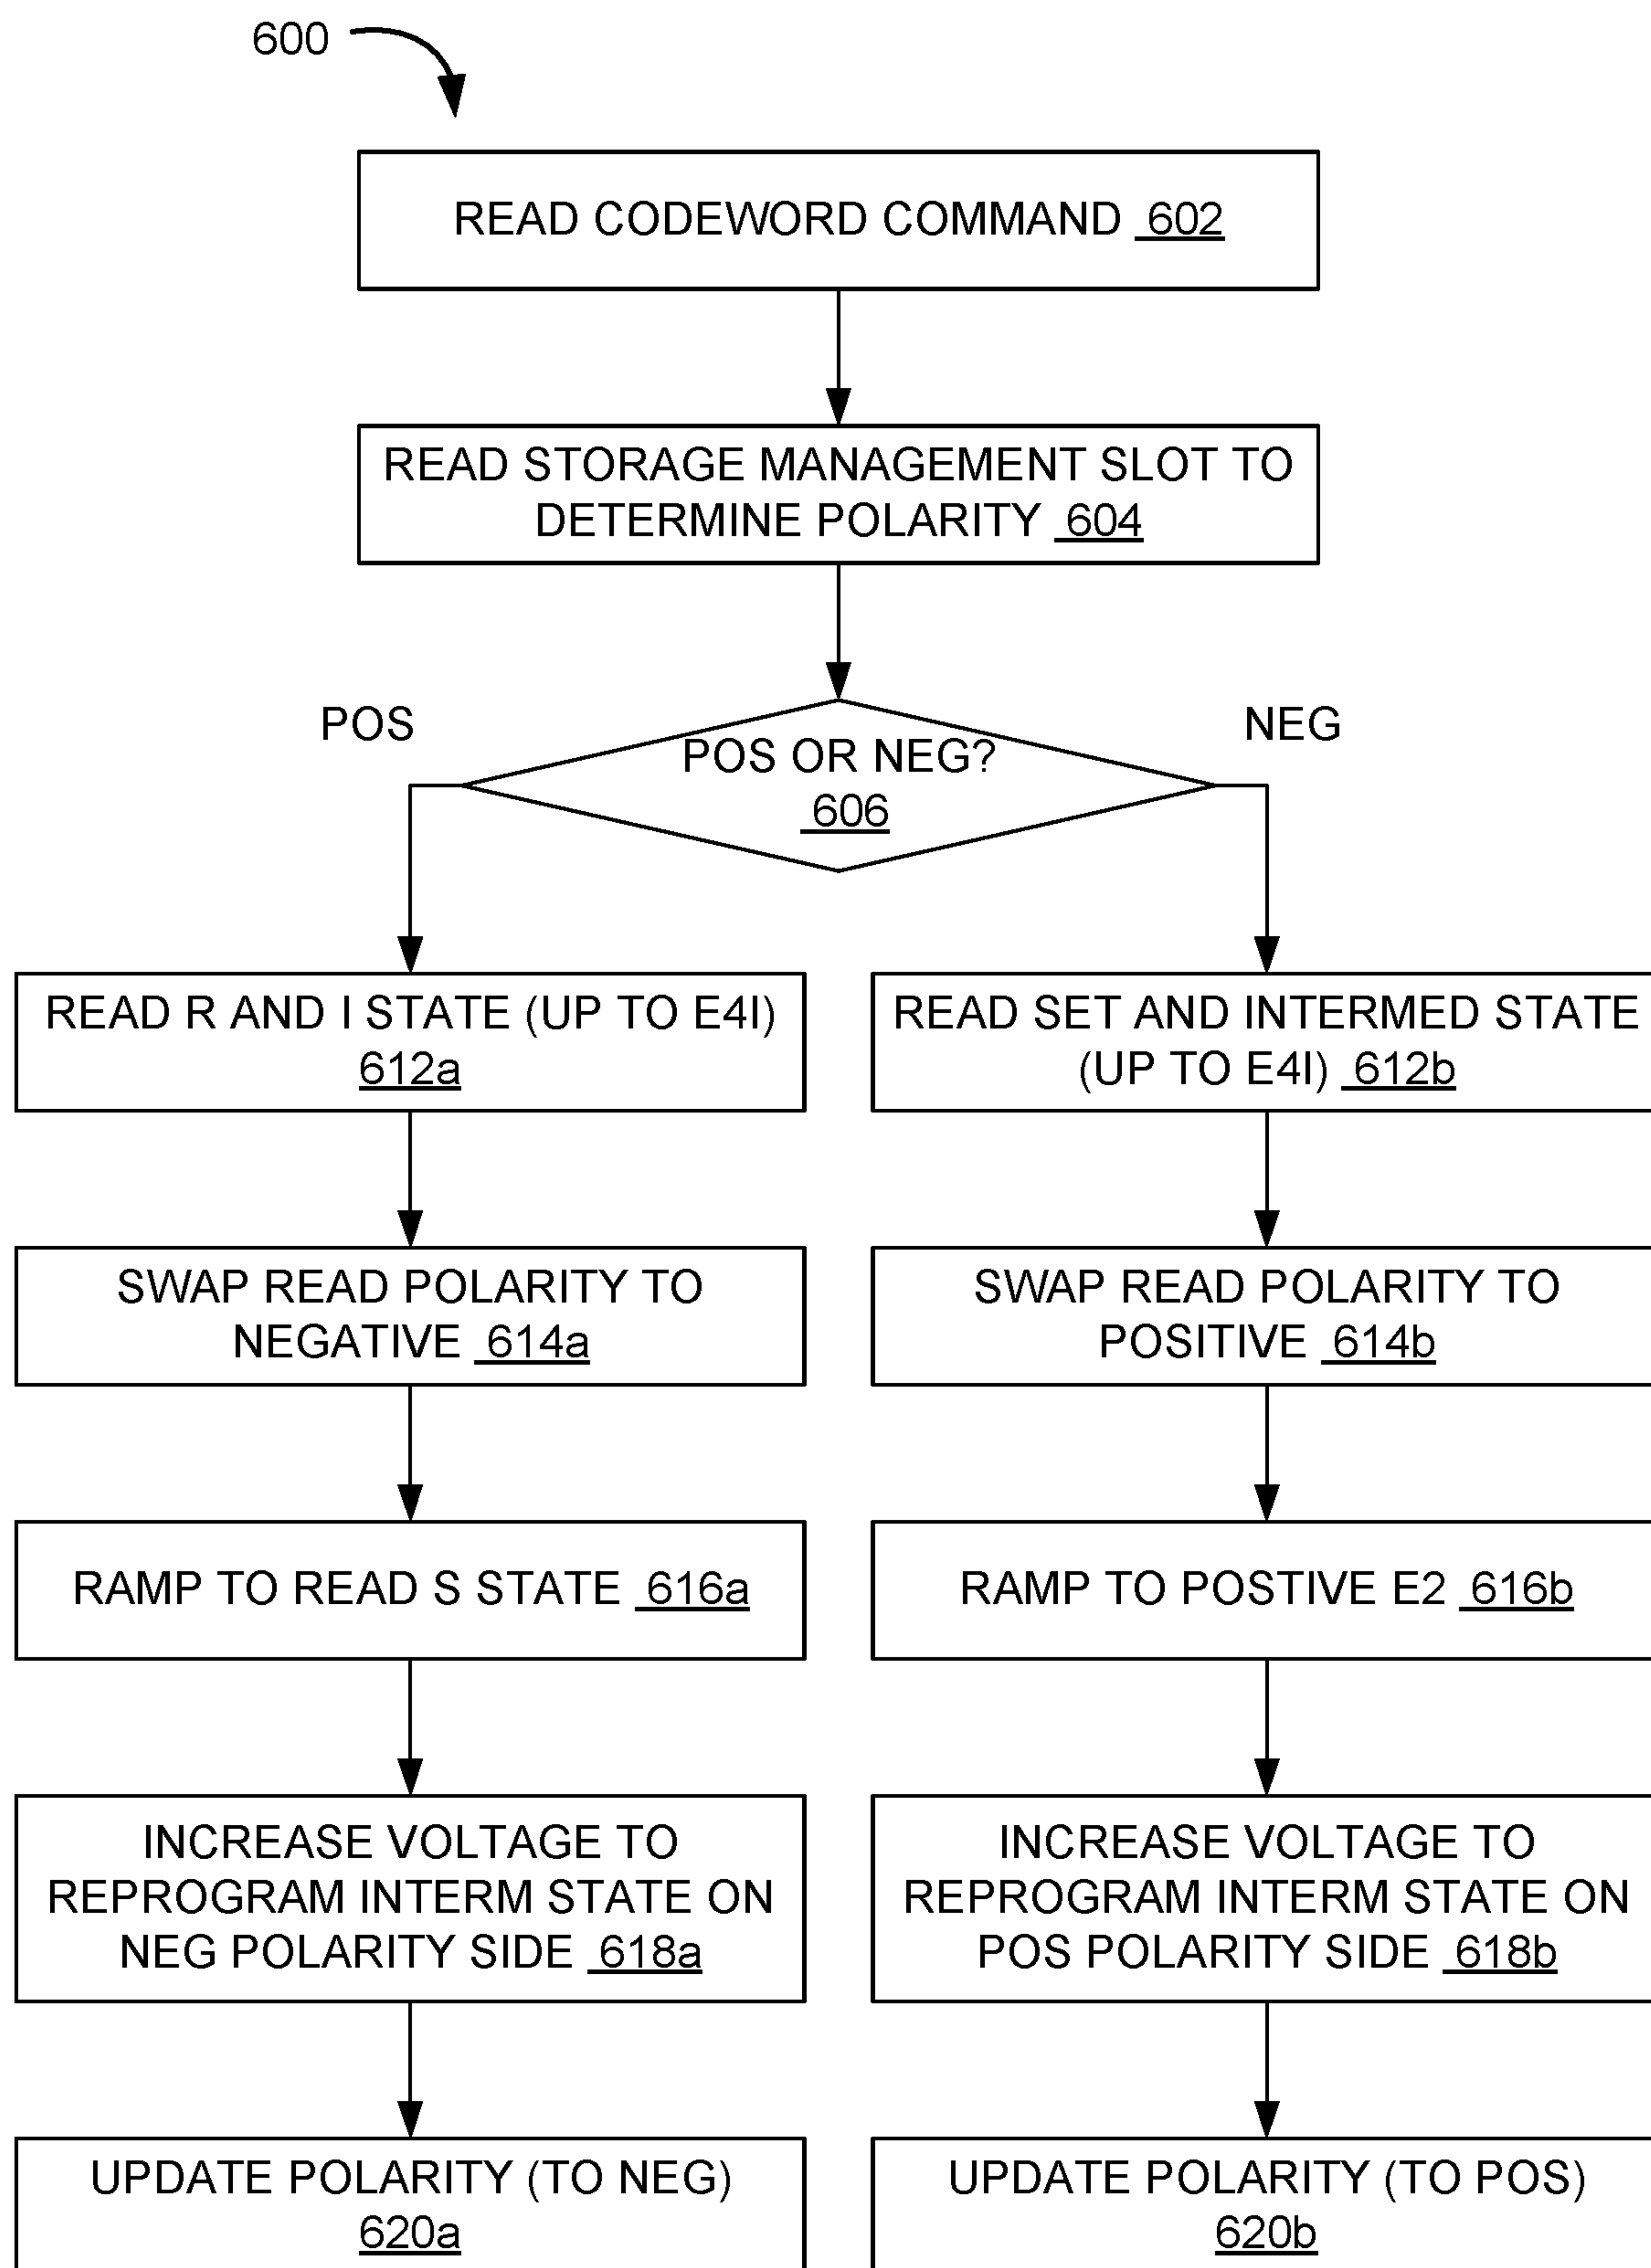 600
READ CODEWORD COMMAND 602
READ STORAGE MANAGEMENT SLOT TO
DETERMINE POLARITY 604
POS
NEG
POS OR NEG?
606
READ R AND I STATE (UP TO E4I)
612a
READ SET AND INTERMED STATE
(UP TO E4I) 612b
SWAP READ POLARITY TO
NEGATIVE 614a
SWAP READ POLARITY TO
POSITIVE 614b
RAMP TO READ S STATE 616a
RAMP TO POSTIVE E2 616b
INCREASE VOLTAGE TO
REPROGRAM INTERM STATE ON
NEG POLARITY SIDE 618a
INCREASE VOLTAGE TO
REPROGRAM INTERM STATE ON
POS POLARITY SIDE 618b
UPDATE POLARITY (TO NEG)
620a
UPDATE POLARITY (TO POS)
620b